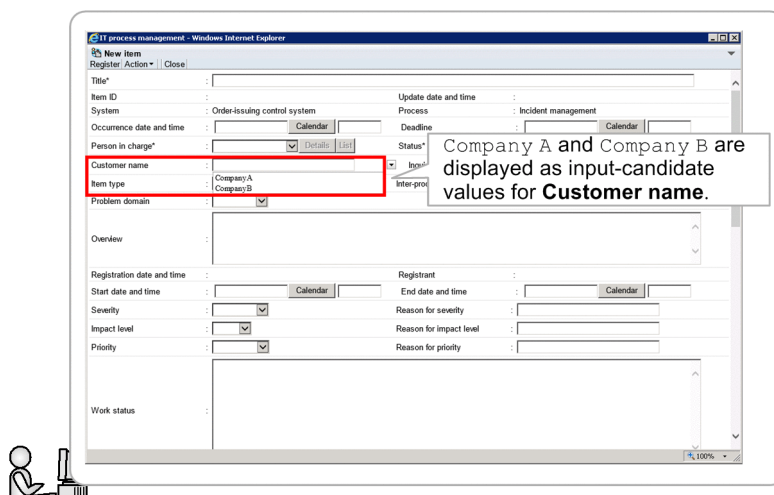 IT process management - Windows Internet Explorer
New item
Register Action Close
Title* :
Item ID : Update date and time :
System : Order-issuing control system Process : Incident management
Occurrence date and time : Calendar Deadline : Calendar
Person in charge* : Details List Status*
Customer name :
Item type : CompanyA
CompanyB
Company A and Company B are
displayed as input-candidate
values for Customer name.
Problem domain :
Overview :
Registration date and time : Registrant :
Start date and time : Calendar End date and time : Calendar
Severity : Reason for severity :
Impact level : Reason for impact level :
Priority : Reason for priority :
Work status :
100%